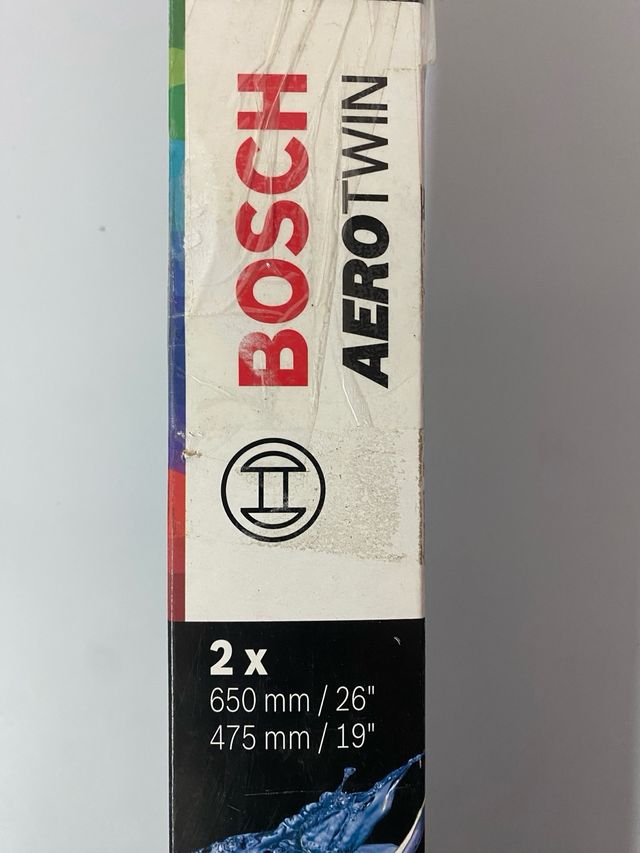 BOSCH
AEROTWIN
2 x
650 mm / 26"
475 mm / 19"